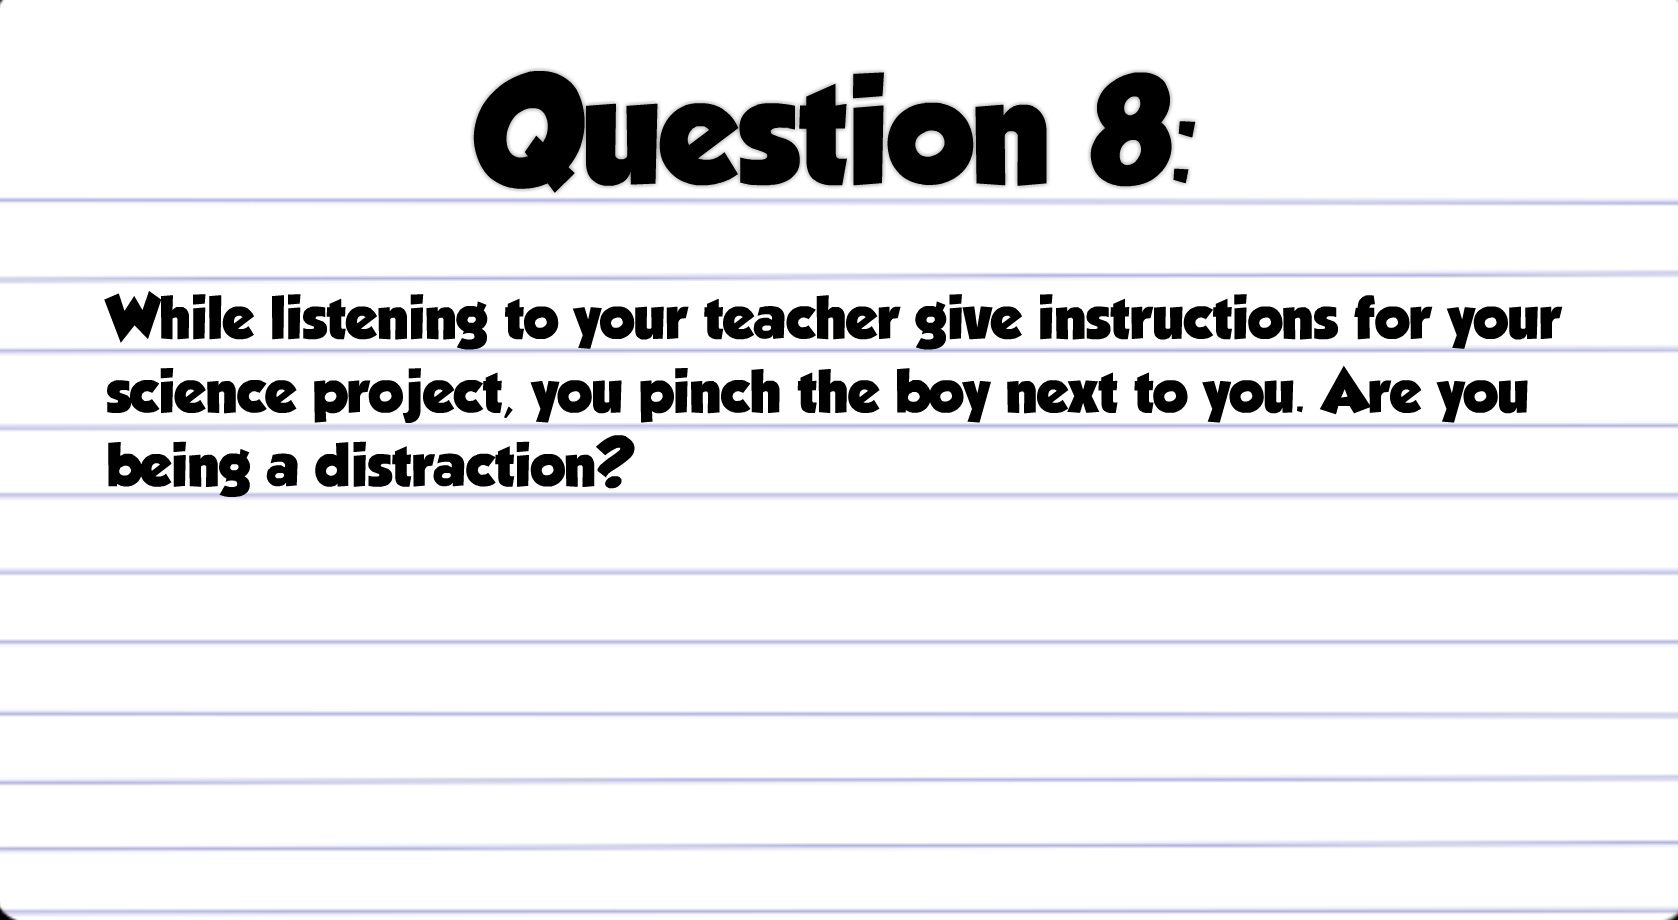 Question 8:
While listening to your teacher give instructions for your
science project, you pinch the boy next to you. Are you
being a distraction?